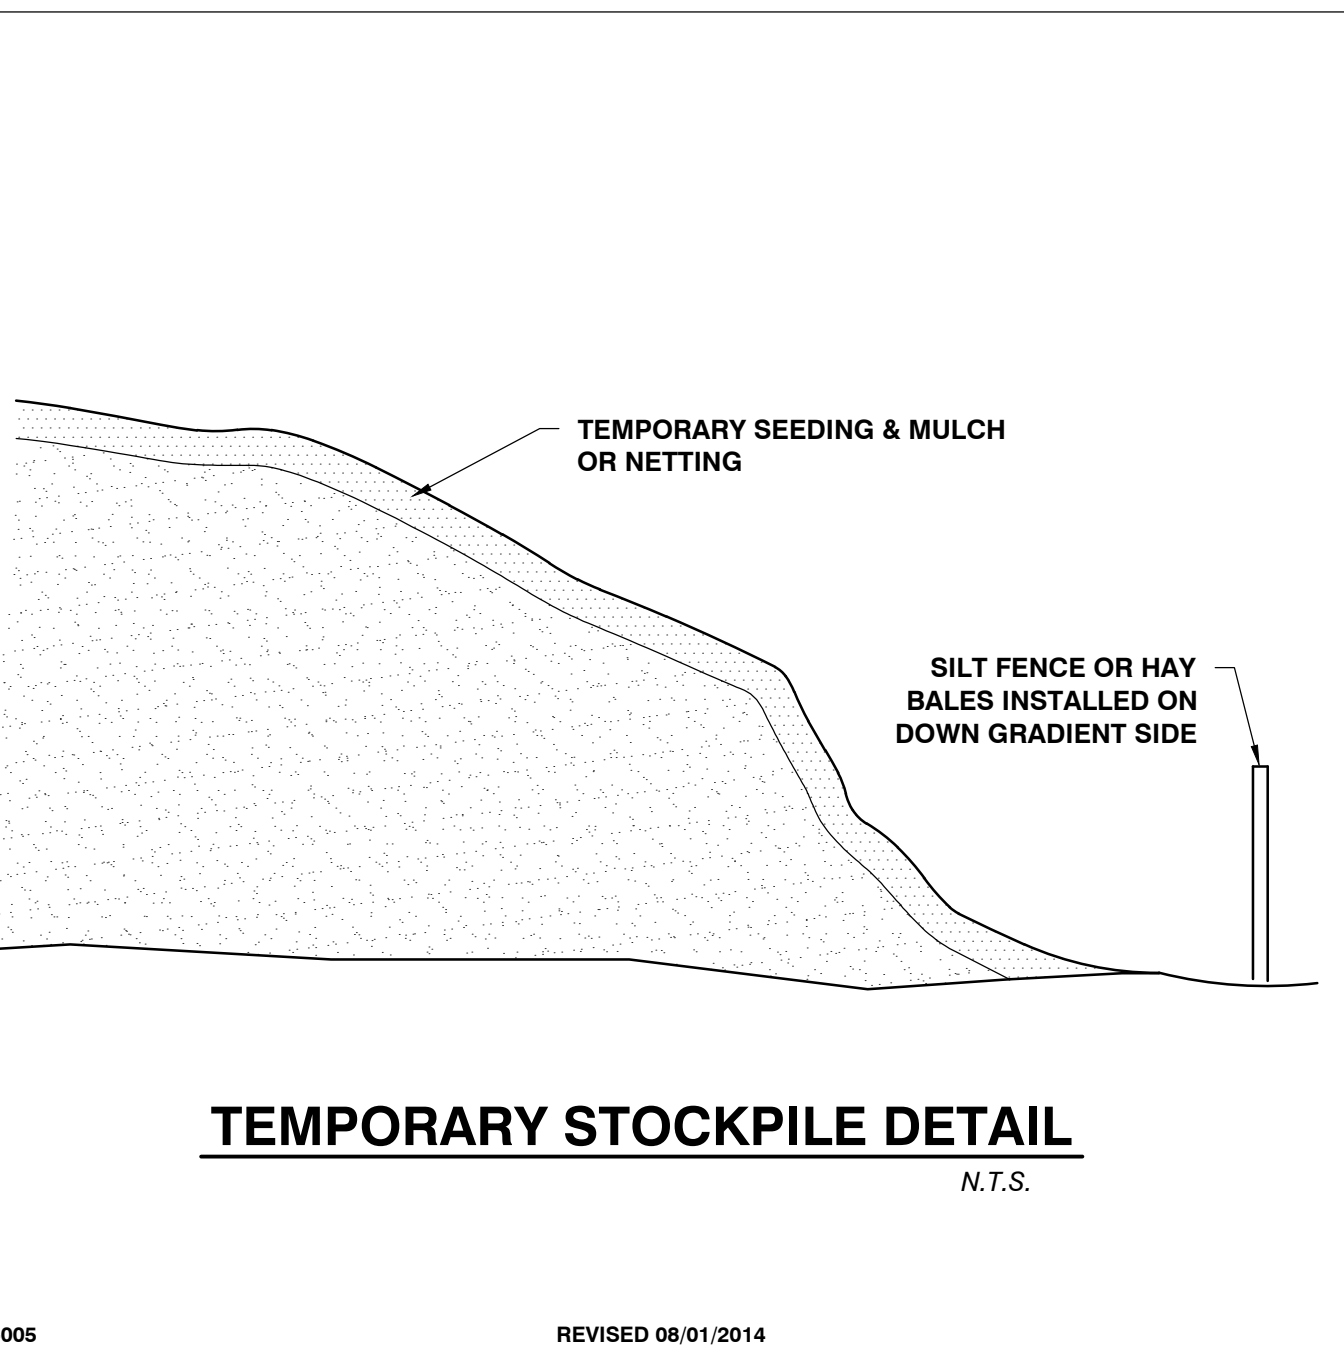 TEMPORARY SEEDING & MULCH
OR NETTING
SILT FENCE OR HAY
BALES INSTALLED ON
DOWN GRADIENT SIDE
TEMPORARY STOCKPILE DETAIL
N.T.S.
005
REVISED 08/01/2014